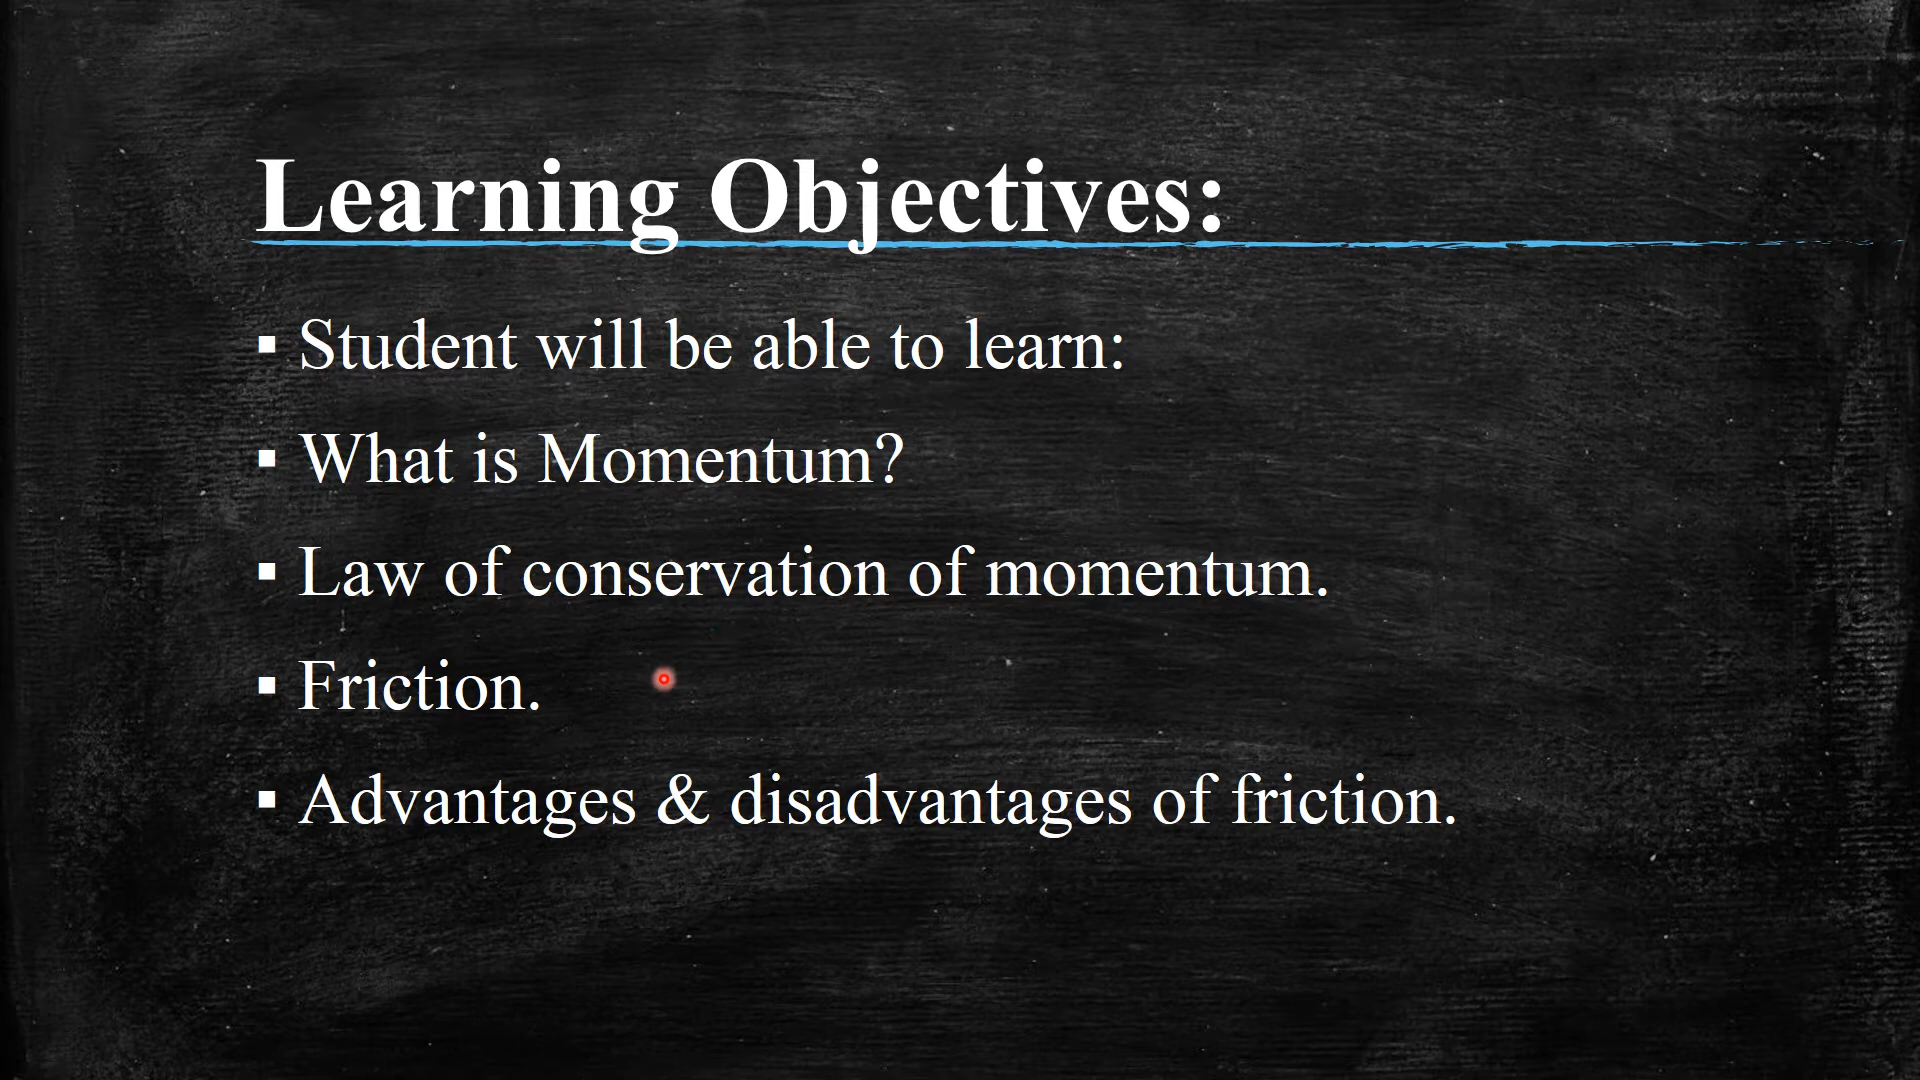 Learning Objectives:
▪ Student will be able to learn:
▪ What is Momentum?
▪ Law of conservation of momentum.
▪ Friction.
▪ Advantages & disadvantages of friction.